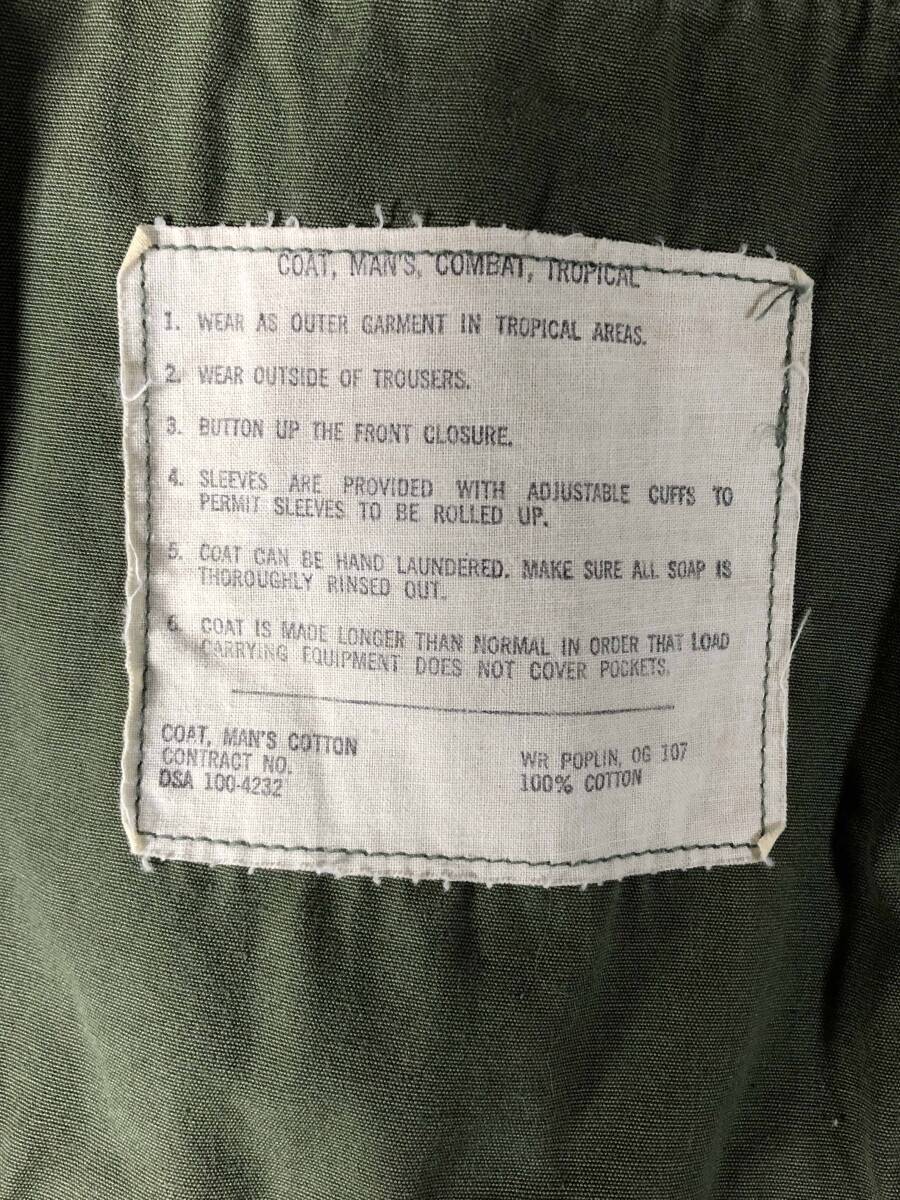 COAT, MAN'S, COMBAT, TROPICAL
1. WEAR AS OUTER GARMENT IN TROPICAL AREAS.
2. WEAR OUTSIDE OF TROUSERS.
3. BUTTON UP THE FRONT CLOSURE.
4. SLEEVES ARE PROVIDED WITH ADJUSTABLE CUFFS TO
PERMIT SLEEVES TO BE ROLLED UP.
5. COAT CAN BE HAND LAUNDERED. MAKE SURE ALL SOAP IS
THOROUGHLY RINSED OUT.
6. COAT IS MADE LONGER THAN NORMAL IN ORDER THAT LOAD
CARRYING EQUIPMENT DOES NOT COVER POCKETS.
COAT, MAN'S COTTON
CONTRACT NO.
DSA 100-4232
WR POPLIN, OG 107
100% COTTON